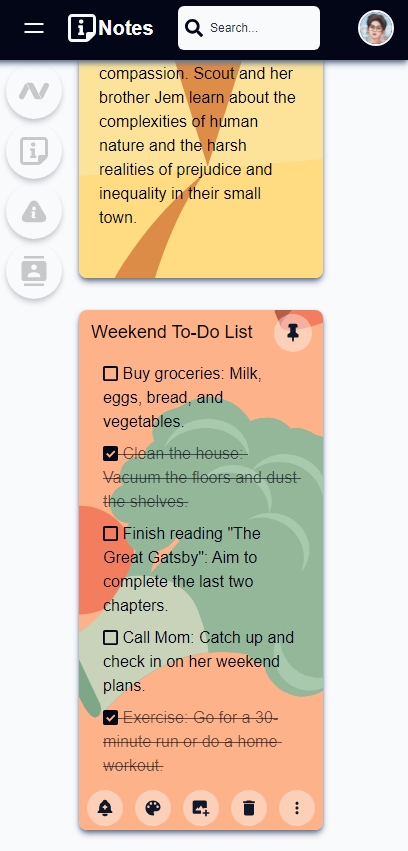 Notes
Search...
compassion. Scout and her
brother Jem learn about the
complexities of human
nature and the harsh
realities of prejudice and
inequality in their small
town.
Weekend To-Do List
Buy groceries: Milk,
eggs, bread, and
vegetables.
Clean the house:
Vacuum the floors and dust
the shelves.
Finish reading "The
Great Gatsby": Aim to
complete the last two
chapters.
Call Mom: Catch up and
check in on her weekend
plans.
Exercise: Go for a 30-
minute run or do a home
workout.